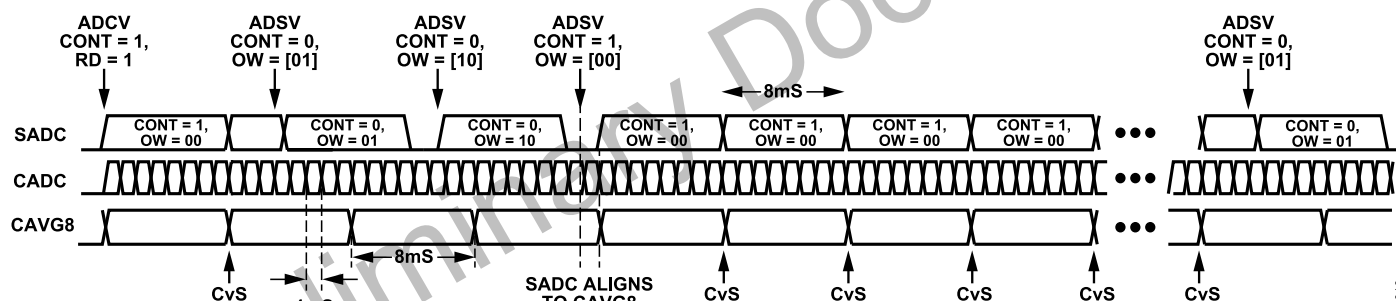 ADCV
CONT = 1,
RD = 1
ADSV
CONT = 0,
OW = [01]
ADSV
CONT = 0,
OW = [10]
ADSV
CONT = 1,
OW = [00]
ADSV
CONT = 0,
OW = [01]
8mS
SADC
CONT = 1,
OW = 00
CONT = 0,
OW = 01
CONT = 0,
OW = 10
CONT = 1,
OW = 00
CONT = 1,
OW = 00
CONT = 1,
OW = 00
CONT = 1,
OW = 00
CONT = 0,
OW = 01
CADC
CAVG8
8mS
CvS
SADC ALIGNS
TO CAVG8
CvS
CvS
CvS
CvS
CvS